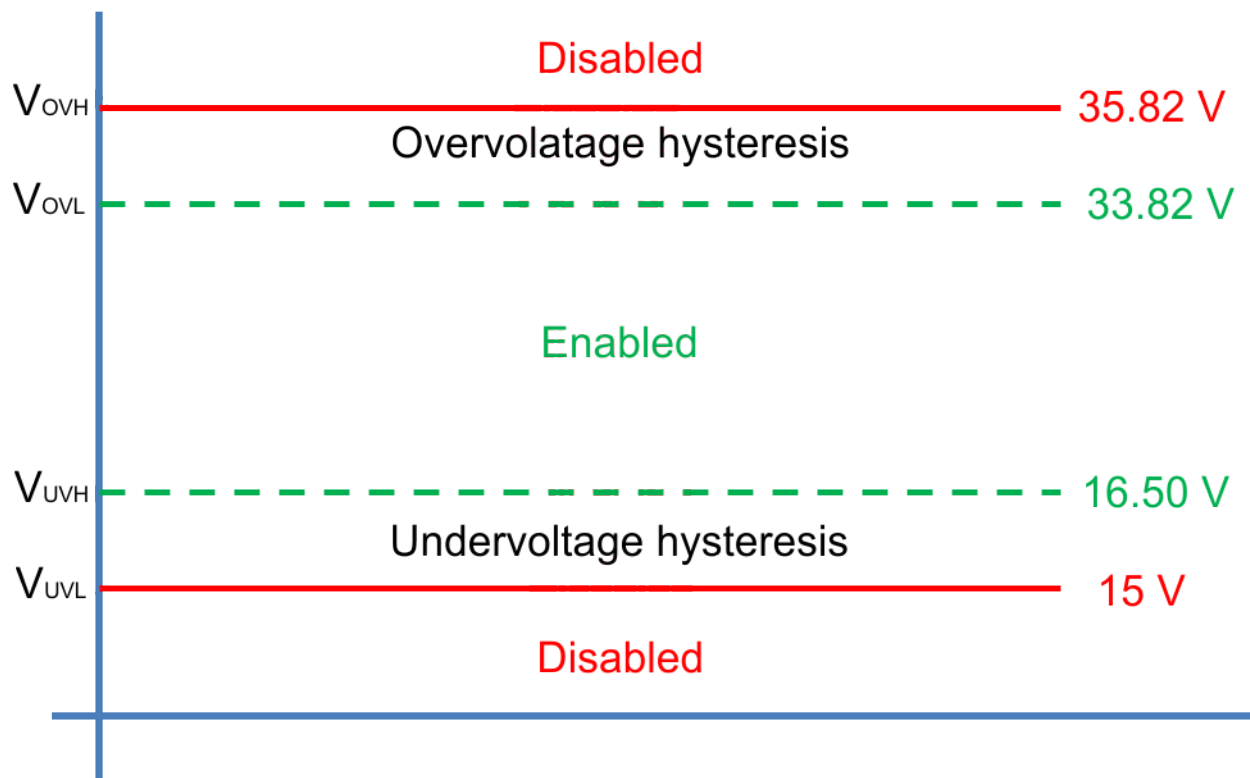 Disabled
VOVH
35.82 V
Overvolatage hysteresis
VOVL
33.82 V
Enabled
VUVH
16.50 V
Undervoltage hysteresis
VUVL
15 V
Disabled